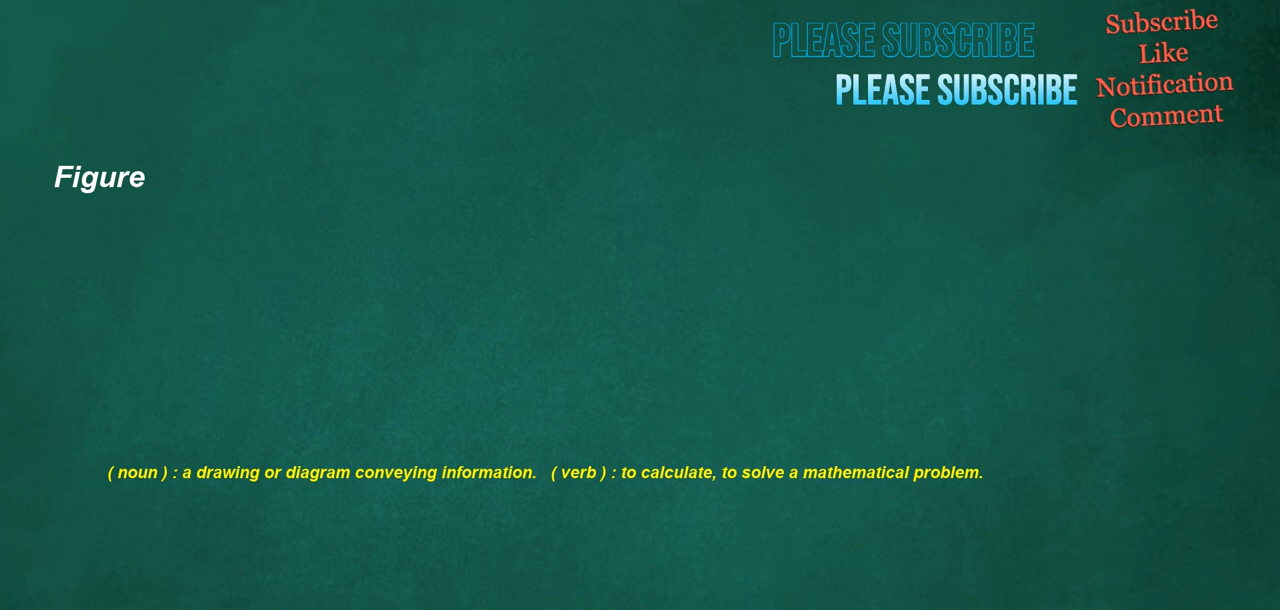 PLEASE SUBSCRIBE
PLEASE SUBSCRIBE
Subscribe
Like
Notification
Comment
Figure
( noun ) : a drawing or diagram conveying information.   ( verb ) : to calculate, to solve a mathematical problem.